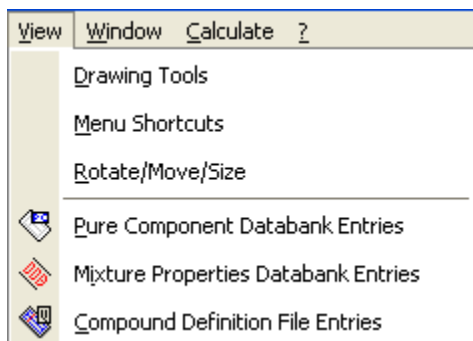 View Window Calculate ?
Drawing Tools
Menu Shortcuts
Rotate/Move/Size
Pure Component Databank Entries
DDB Mixture Properties Databank Entries
Compound Definition File Entries